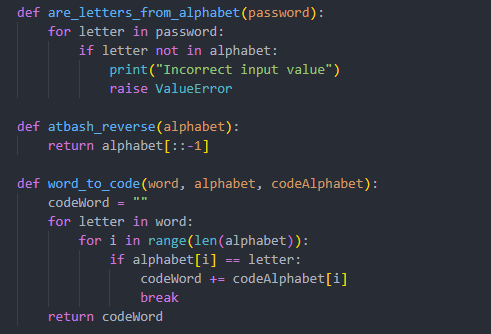 def are_letters_from_alphabet(password):
    for letter in password:
        if letter not in alphabet:
            print("Incorrect input value")
            raise ValueError

def atbash_reverse(alphabet):
    return alphabet[::-1]

def word_to_code(word, alphabet, codeAlphabet):
    codeWord = ""
    for letter in word:
        for i in range(len(alphabet)):
            if alphabet[i] == letter:
                codeWord += codeAlphabet[i]
                break
    return codeWord